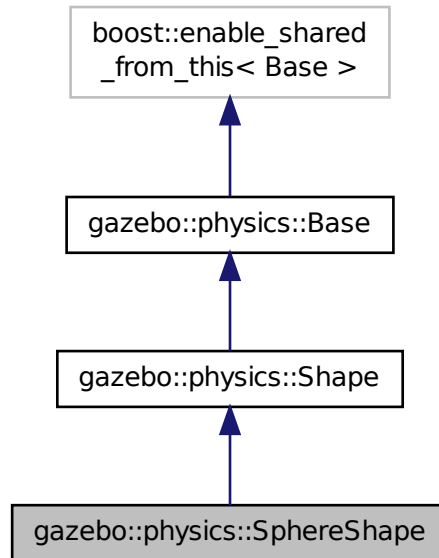 boost::enable_shared
_from_this< Base >
gazebo::physics::Base
gazebo::physics::Shape
gazebo::physics::SphereShape